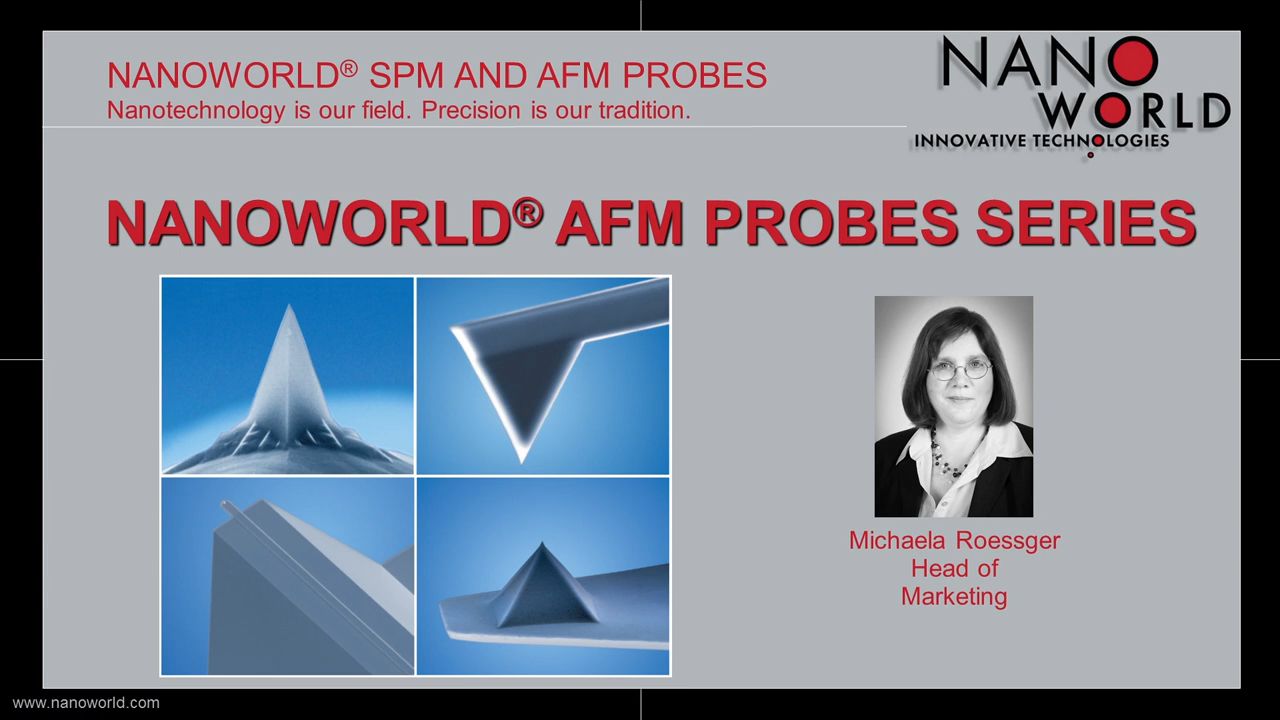 NANOWORLD® SPM AND AFM PROBES
Nanotechnology is our field. Precision is our tradition.
NANO
WORLD
INNOVATIVE TECHNOLOGIES
NANOWORLD® AFM PROBES SERIES
Michaela Roessger
Head of
Marketing
www.nanoworld.com